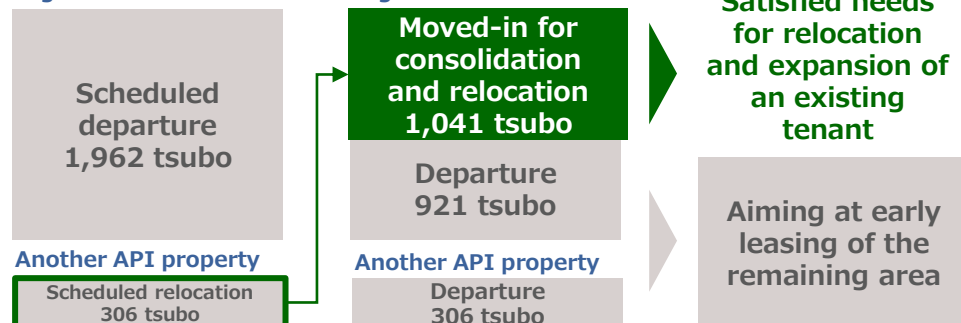 Scheduled
departure
1,962 tsubo
Another API property
Scheduled relocation
306 tsubo
Moved-in for
consolidation
and relocation
1,041 tsubo
Departure
921 tsubo
Another API property
Departure
306 tsubo
Satisfied needs
for relocation
and expansion of
an existing
tenant
Aiming at early
leasing of the
remaining area